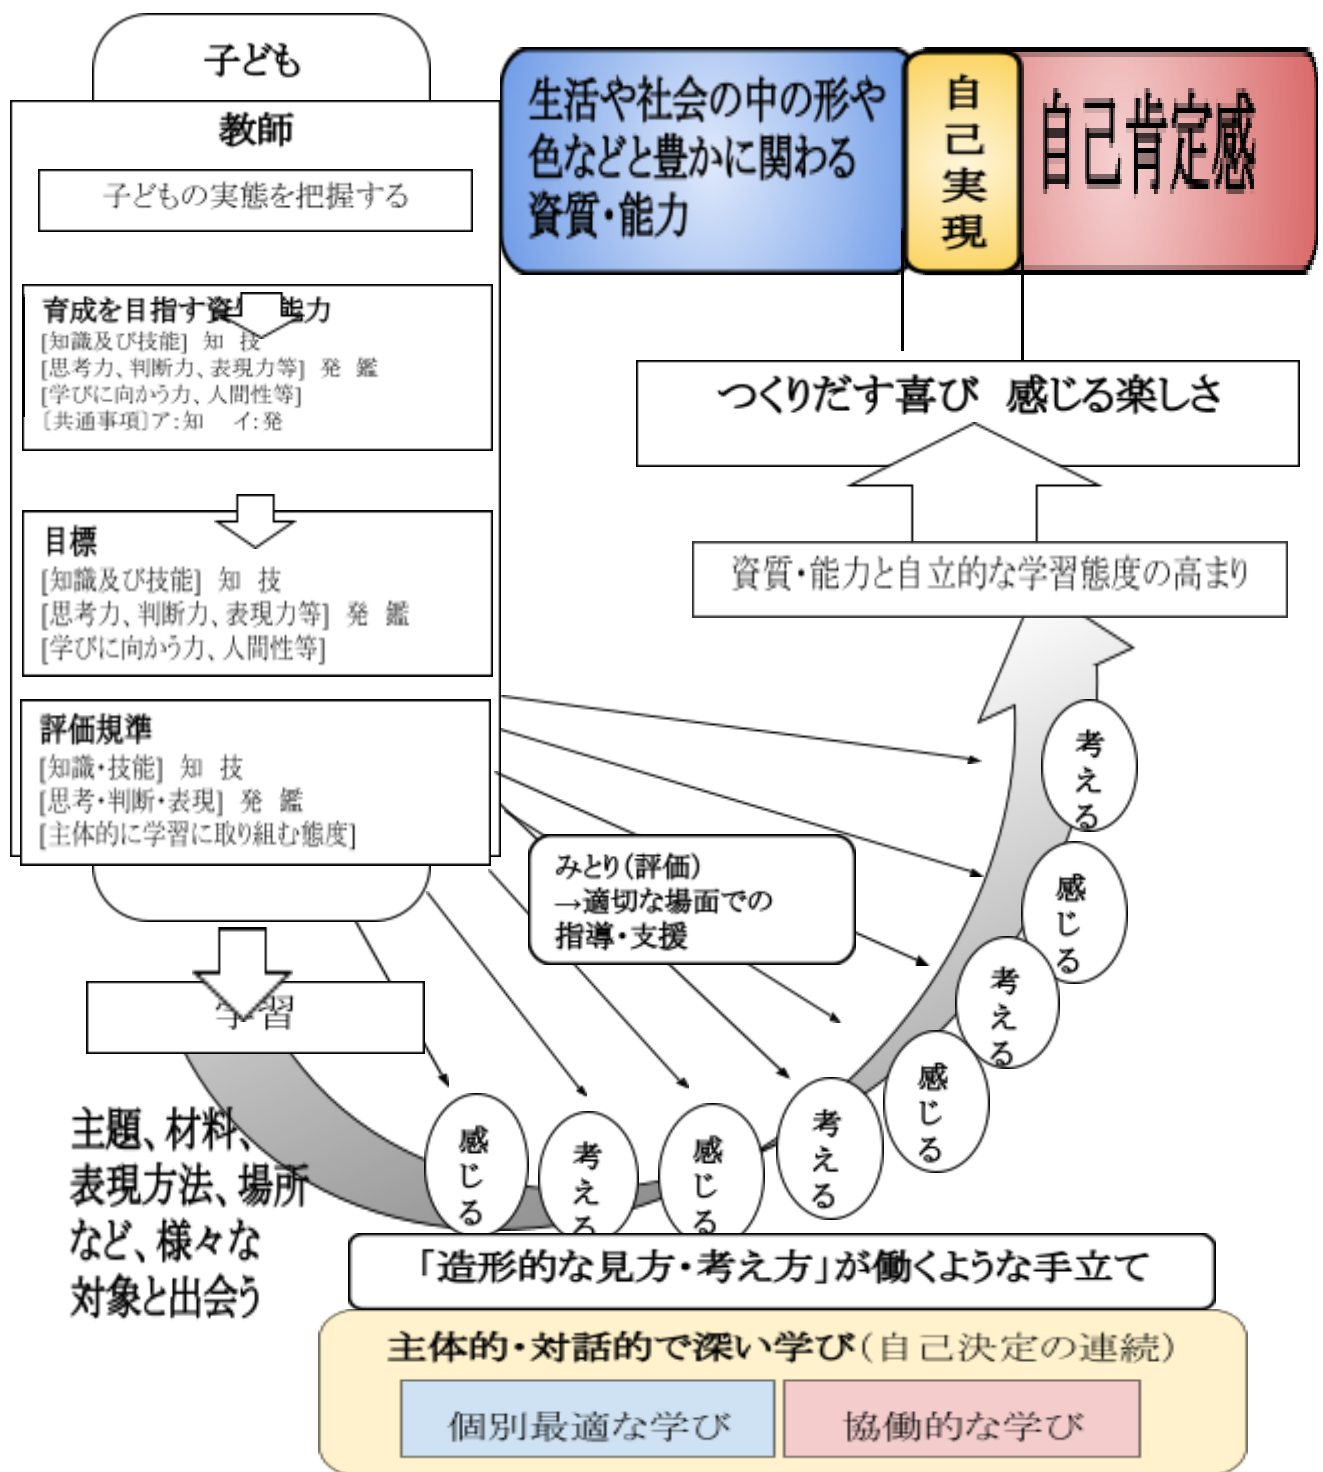 子ども
教師
子どもの実態を把握する
育成を目指す資 能力
[知識及び技能] 知 技
[思考力、判断力、表現力等] 発 鑑
[学びに向かう力、人間性等]
〔共通事項〕ア:知 イ:発
目標
[知識及び技能] 知 技
[思考力、判断力、表現力等] 発 鑑
[学びに向かう力、人間性等]
評価規準
[知識・技能] 知 技
[思考・判断・表現] 発 鑑
[主体的に学習に取り組む態度]
学習
主題、材料、
表現方法、場所
など、様々な
対象と出会う
生活や社会の中の形や
色などと豊かに関わる
資質・能力
自己実現
自己肯定感
つくりだす喜び 感じる楽しさ
資質・能力と自立的な学習態度の高まり
みとり(評価)
→適切な場面での
指導・支援
感じる
考える
感じる
考える
感じる
考える
感じる
考える
「造形的な見方・考え方」が働くような手立て
主体的・対話的で深い学び(自己決定の連続)
個別最適な学び
協働的な学び